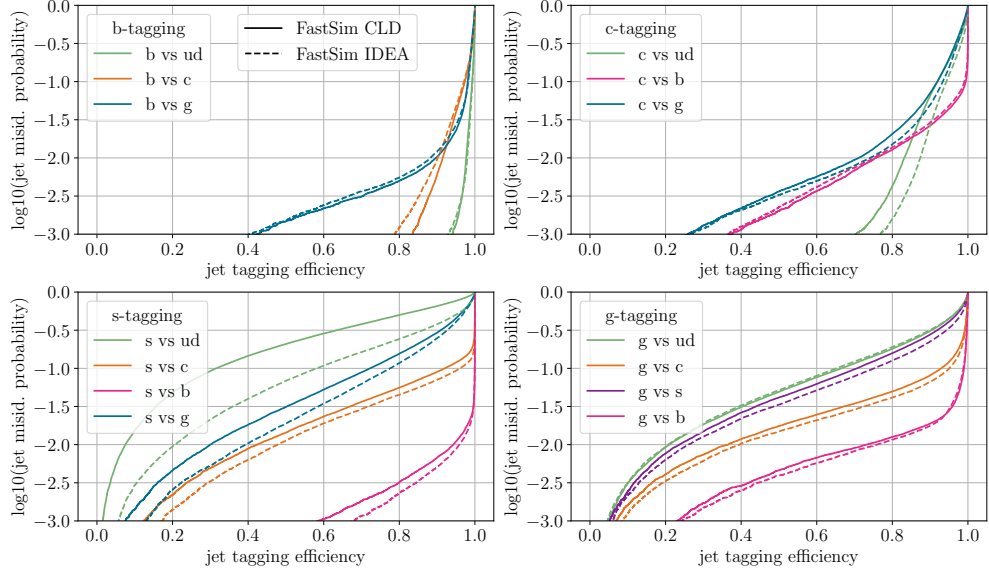 b-tagging
b vs ud
b vs c
b vs g
FastSim CLD
FastSim IDEA
log10(jet misid. probability)
0.0
−0.5
−1.0
−1.5
−2.0
−2.5
−3.0
0.0 0.2 0.4 0.6 0.8 1.0
jet tagging efficiency
c-tagging
c vs ud
c vs b
c vs g
log10(jet misid. probability)
0.0
−0.5
−1.0
−1.5
−2.0
−2.5
−3.0
0.0 0.2 0.4 0.6 0.8 1.0
jet tagging efficiency
s-tagging
s vs ud
s vs c
s vs b
s vs g
log10(jet misid. probability)
0.0
−0.5
−1.0
−1.5
−2.0
−2.5
−3.0
0.0 0.2 0.4 0.6 0.8 1.0
jet tagging efficiency
g-tagging
g vs ud
g vs c
g vs s
g vs b
log10(jet misid. probability)
0.0
−0.5
−1.0
−1.5
−2.0
−2.5
−3.0
0.0 0.2 0.4 0.6 0.8 1.0
jet tagging efficiency